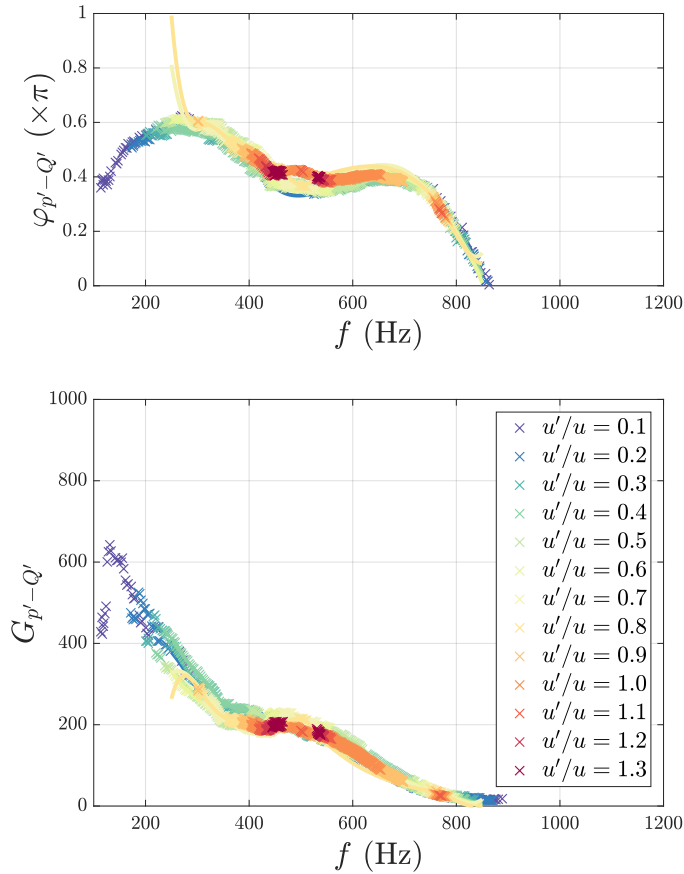 1
0.8
0.6
0.4
0.2
0
φ_{p′−Q′} (×π)
200 400 600 800 1000 1200
f (Hz)
1000
800
600
400
200
0
G_{p′−Q′}
u′/u = 0.1
u′/u = 0.2
u′/u = 0.3
u′/u = 0.4
u′/u = 0.5
u′/u = 0.6
u′/u = 0.7
u′/u = 0.8
u′/u = 0.9
u′/u = 1.0
u′/u = 1.1
u′/u = 1.2
u′/u = 1.3
200 400 600 800 1000 1200
f (Hz)